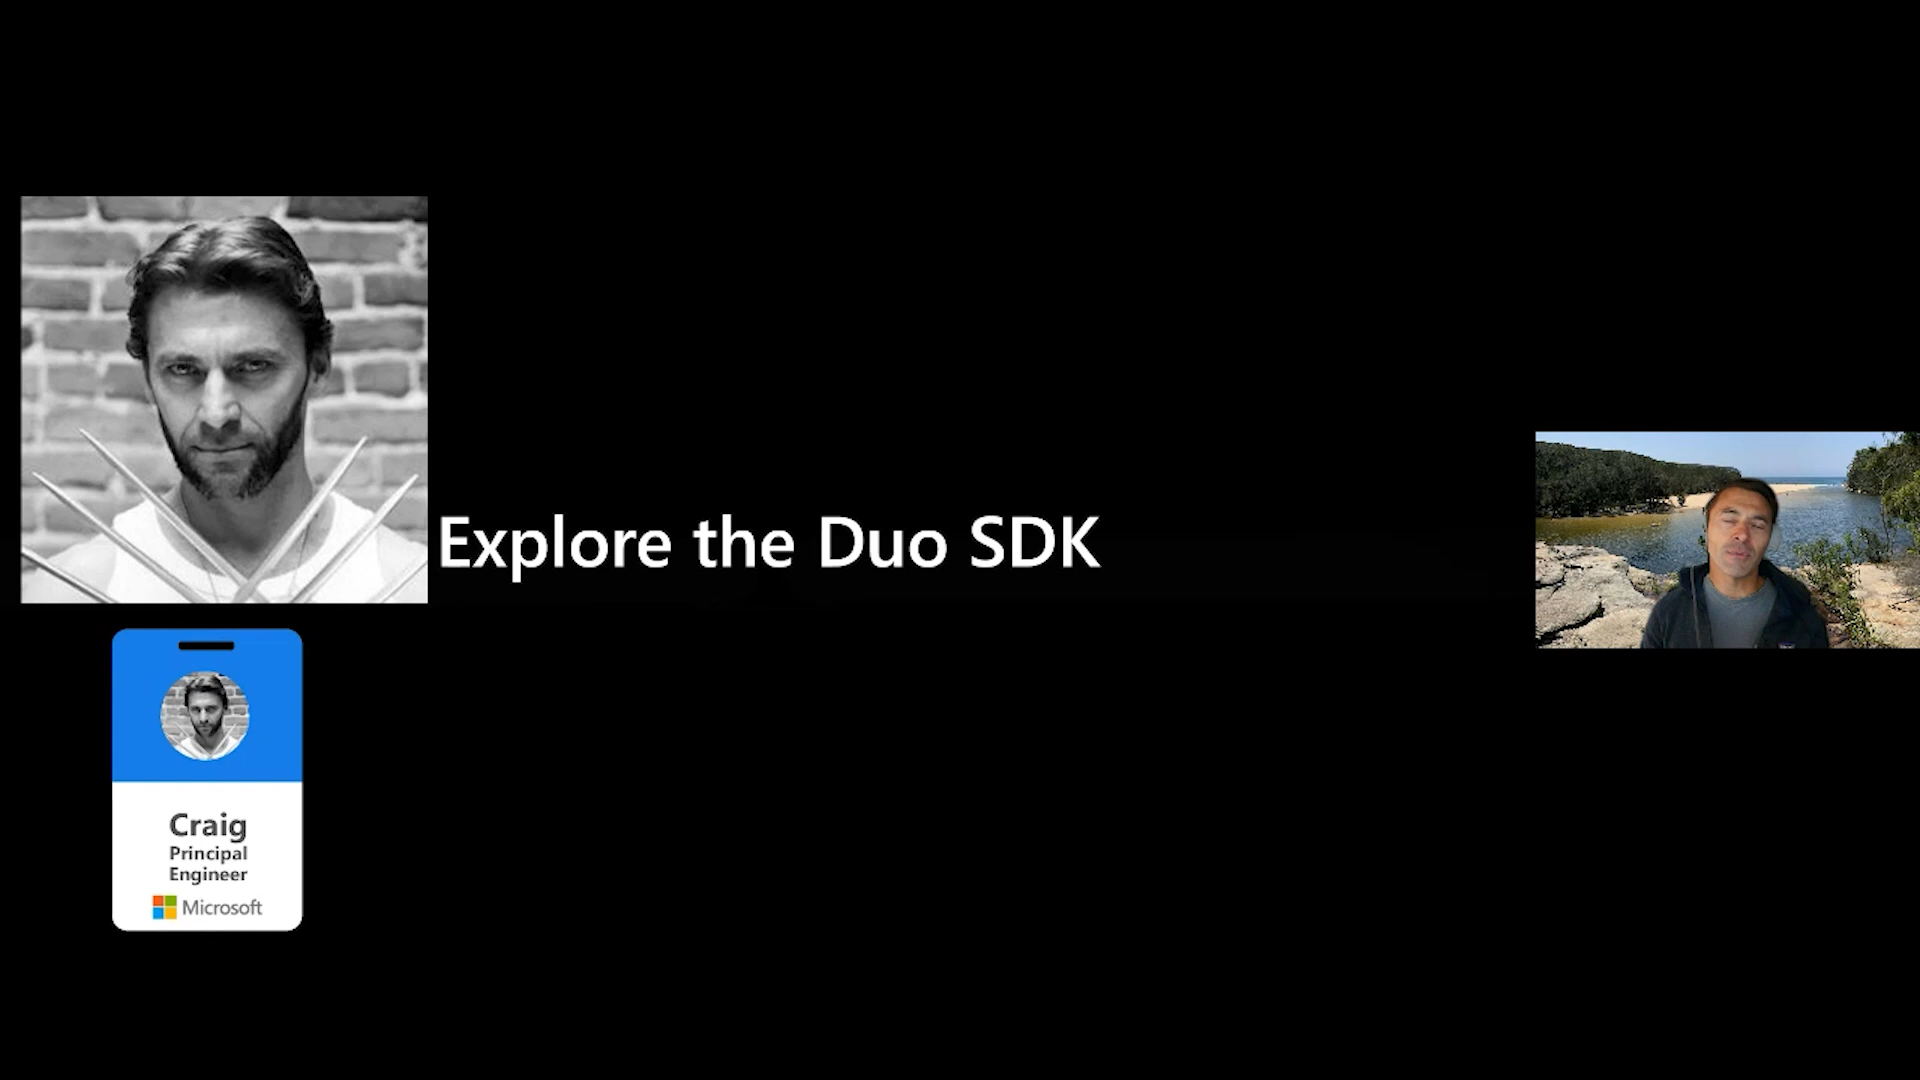 Explore the Duo SDK
Craig
Principal
Engineer
Microsoft